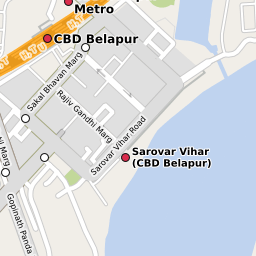 Metro
CBD Belapur
Sakal Bhavan Marg
Rajiv Gandhi Marg
Sarovar Vihar Road
Sarovar Vihar
(CBD Belapur)
Marg
Gopinath Panda